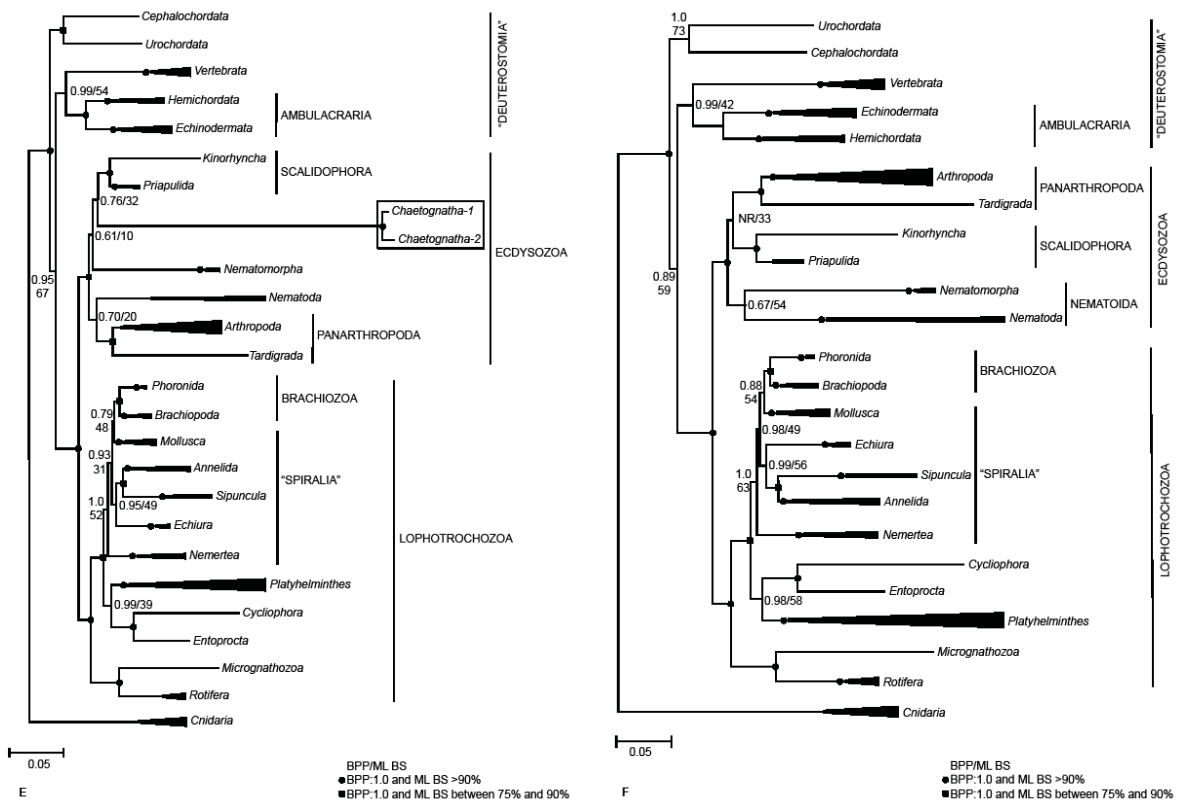 Cephalochordata
Urochordata
Vertebrata
0.99/54
Hemichordata
Echinodermata
AMBULACRARIA
"DEUTEROSTOMIA"
Kinorhyncha
SCALIDOPHORA
Priapulida
0.76/32
Chaetognatha-1
Chaetognatha-2
0.61/10
ECDYSOZOA
0.95
67
Nematomorpha
Nematoda
0.70/20
Arthropoda
PANARTHROPODA
Tardigrada
Phoronida
BRACHIOZOA
Brachiopoda
0.79
48
Mollusca
0.93
31
Annelida
"SPIRALIA"
Sipuncula
1.0
52
0.95/49
Echiura
LOPHOTROCHOZOA
Nemertea
Platyhelminthes
0.99/39
Cycliophora
Entoprocta
Micrognathozoa
Rotifera
Cnidaria
0.05
E
BPP/ML BS
BPP:1.0 and ML BS >90%
BPP:1.0 and ML BS between 75% and 90%
1.0
73
Urochordata
Cephalochordata
Vertebrata
0.99/42
Echinodermata
AMBULACRARIA
Hemichordata
"DEUTEROSTOMIA"
Arthropoda
PANARTHROPODA
Tardigrada
NR/33
Kinorhyncha
SCALIDOPHORA
Priapulida
ECDYSOZOA
0.89
59
Nematomorpha
0.67/54
NEMATOIDA
Nematoda
Phoronida
BRACHIOZOA
Brachiopoda
0.88
54
Mollusca
0.98/49
Echiura
0.99/56
"SPIRALIA"
Sipuncula
1.0
63
Annelida
Nemertea
LOPHOTROCHOZOA
Cycliophora
0.98/58
Entoprocta
Platyhelminthes
Micrognathozoa
Rotifera
Cnidaria
0.05
F
BPP/ML BS
BPP:1.0 and ML BS >90%
BPP:1.0 and ML BS between 75% and 90%